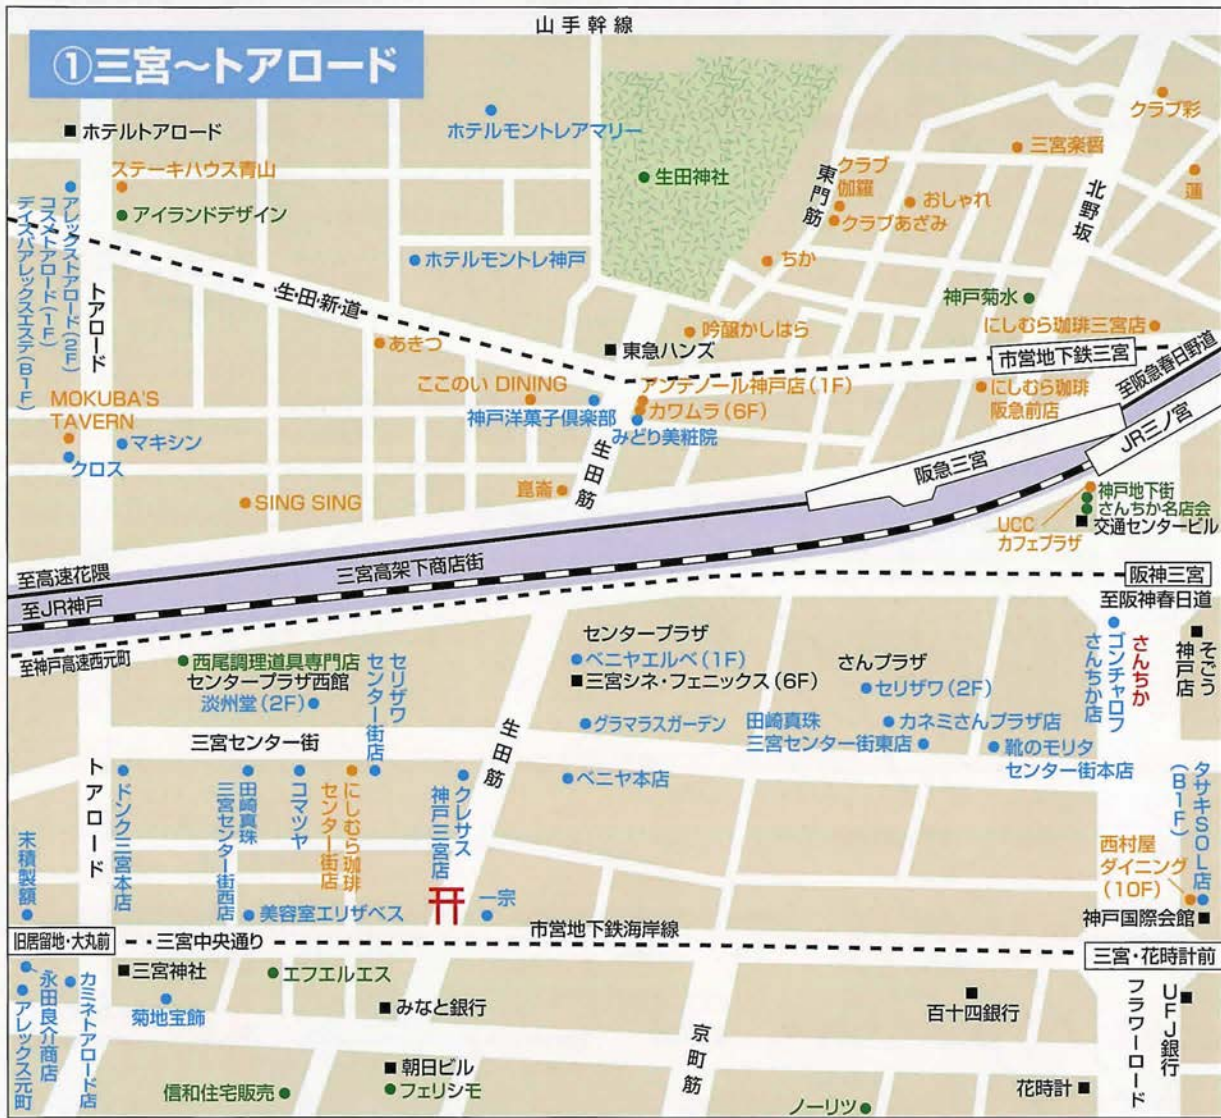 山手幹線
①三宮～トアロード
ホテルトアロード
ホテルモントレアマリー
クラブ彩
三宮楽宴
ステーキハウス青山
アイランドデザイン
生田神社
東門筋
クラブ
伽羅
クラブあざみ
おしゃれ
北野坂
蓮
アレックストアロード(2F)
コスメトアロード(1F)
デイスパアレックスエステ(B1F)
トアロード
ホテルモントレ神戸
ちか
生田新道
神戸菊水
あきつ
吟醸かしはら
にしむら珈琲三宮店
東急ハンズ
市営地下鉄三宮
至阪急春日野道
ここのい DINING
アンテノール神戸店(1F)
カワムラ(6F)
神戸洋菓子倶楽部
みどり美粧院
にしむら珈琲
阪急前店
MOKUBA'S
TAVERN
マキシン
クロス
生田筋
阪急三宮
JR三ノ宮
SING SING
崑崙
神戸地下街
さんちか名店会
交通センタービル
UCC
カフェプラザ
至高速花隈
三宮高架下商店街
至JR神戸
阪神三宮
至阪神春日道
至神戸高速西元町
西尾調理道具専門店
センタープラザ西館
淡州堂(2F)
セリザワ
センター街店
センタープラザ
ベニヤエルベ(1F)
三宮シネ・フェニックス(6F)
さんプラザ
セリザワ(2F)
ゴンチャロフ
さんちか店
さんちか
そごう
神戸店
グラマラスガーデン
田崎真珠
三宮センター街東店
カネミさんプラザ店
靴のモリタ
センター街本店
三宮センター街
生田筋
トアロード
ドンク三宮本店
田崎真珠
三宮センター街西店
コマツヤ
にしむら珈琲
センター街店
クレサス
神戸三宮店
ベニヤ本店
タサキSOL店
(B1F)
西村屋
ダイニング
(10F)
末積製額
美容室エリザベス
一宗
神戸国際会館
旧居留地・大丸前
三宮中央通り
市営地下鉄海岸線
三宮・花時計前
三宮神社
エフエルエス
永田良介商店
アレックス元町
カミネトアロード店
菊地宝飾
みなと銀行
京町筋
百十四銀行
フラワーロード
UFJ銀行
朝日ビル
フェリシモ
信和住宅販売
ノーリツ
花時計